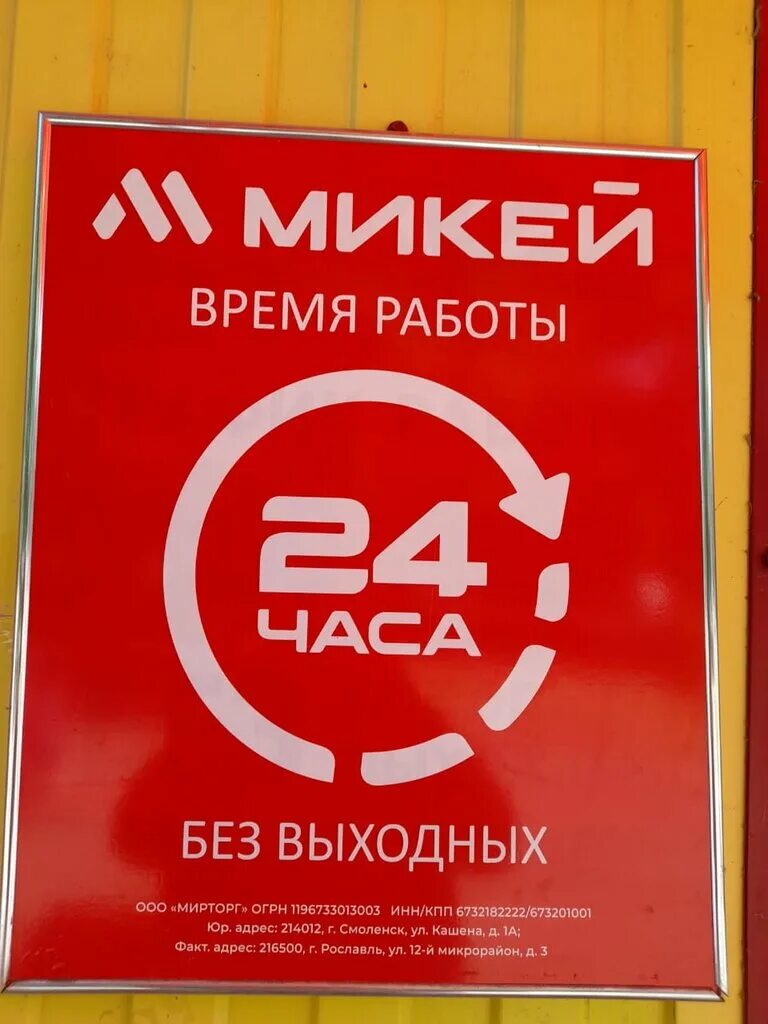 МИКЕЙ
ВРЕМЯ РАБОТЫ
24
ЧАСА
БЕЗ ВЫХОДНЫХ
ООО «МИРТОРГ» ОГРН 1196733013003 ИНН/КПП 6732182222/673201001
Юр. адрес: 214012, г. Смоленск, ул. Кашена, д. 1А;
Факт. адрес: 216500, г. Рославль, ул. 12-й микрорайон, д. 3